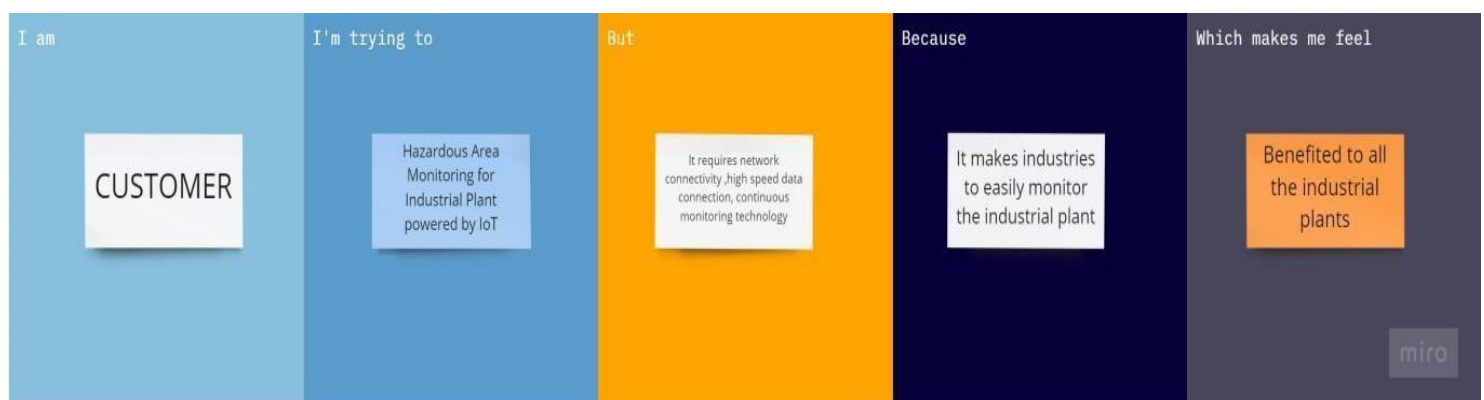 I am
CUSTOMER
I'm trying to
Hazardous Area
Monitoring for
Industrial Plant
powered by IoT
But
It requires network
connectivity ,high speed data
connection, continuous
monitoring technology
Because
It makes industries
to easily monitor
the industrial plant
Which makes me feel
Benefited to all
the industrial
plants
miro